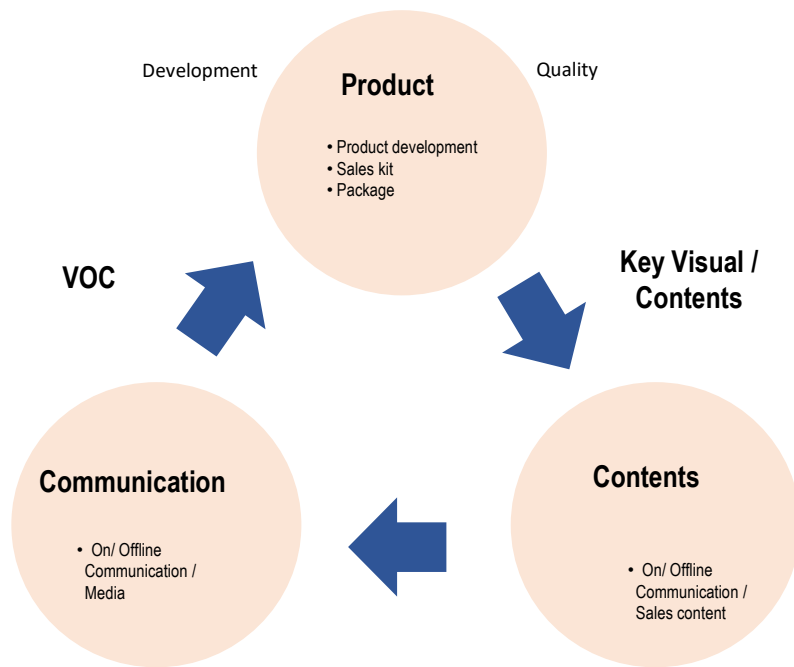 Development
Quality
Product
• Product development
• Sales kit
• Package
VOC
Key Visual /
Contents
Communication
• On/ Offline
Communication /
Media
Contents
• On/ Offline
Communication /
Sales content